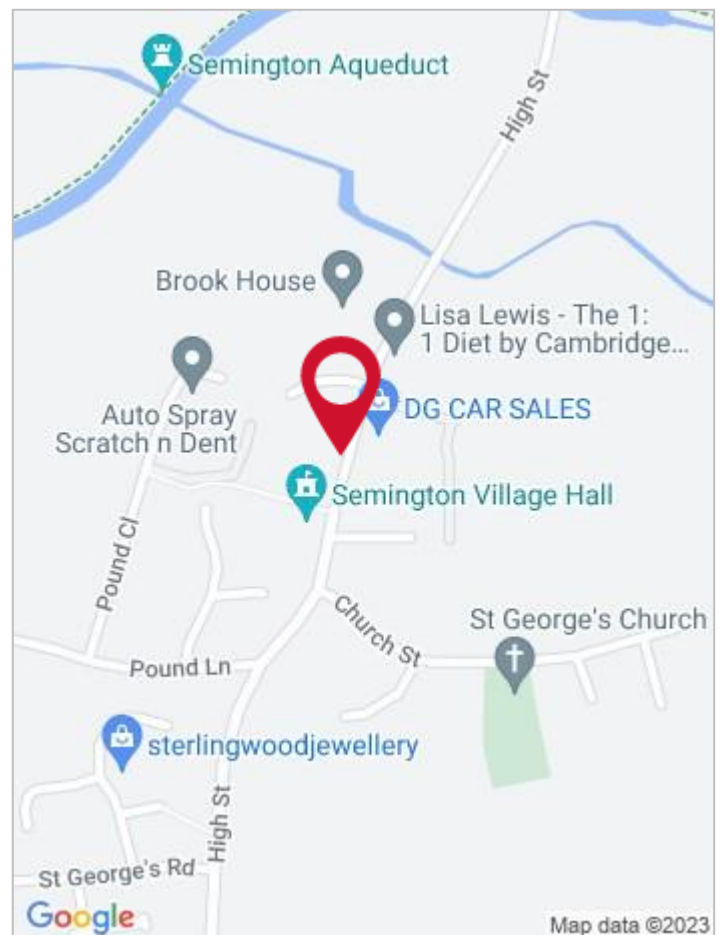 Semington Aqueduct
High St
Brook House
Lisa Lewis - The 1:
1 Diet by Cambridge...
Auto Spray
Scratch n Dent
DG CAR SALES
Semington Village Hall
Pound Cl
Church St
St George's Church
Pound Ln
sterlingwoodjewellery
High St
St George's Rd
Google
Map data ©2023